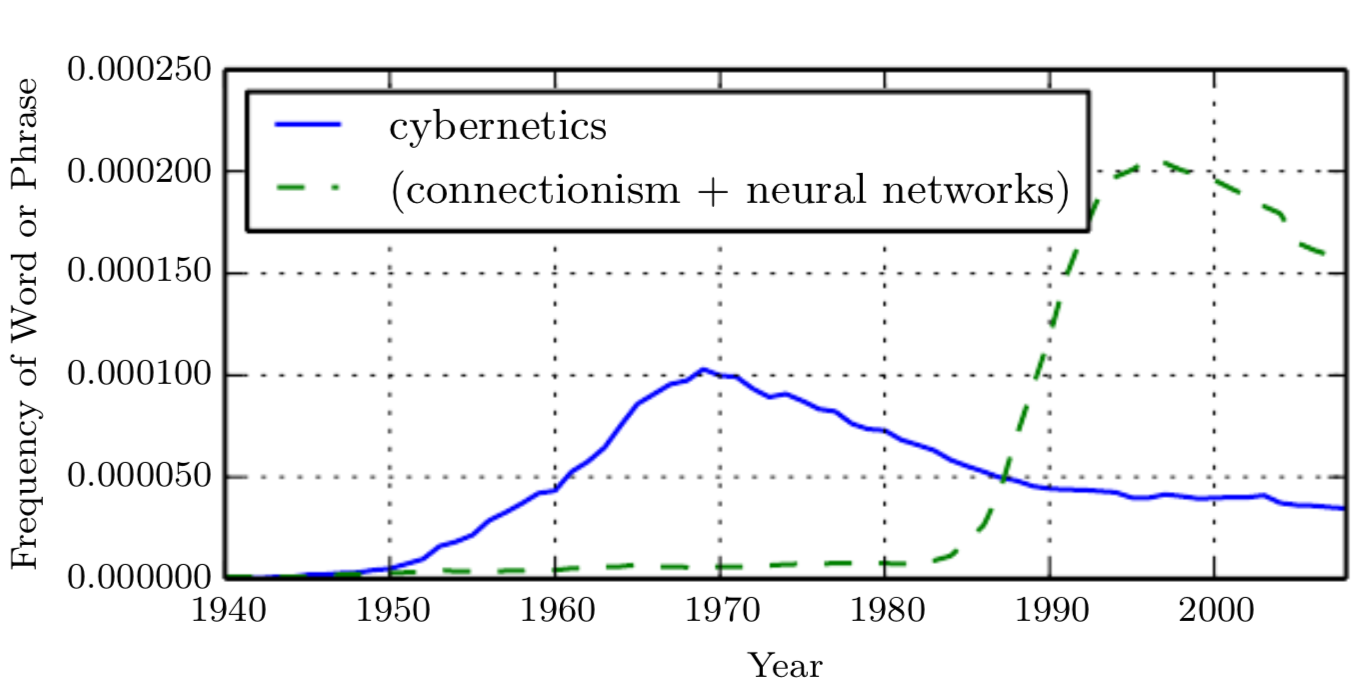 0.000250
0.000200
0.000150
0.000100
0.000050
0.000000
Frequency of Word or Phrase
cybernetics
(connectionism + neural networks)
1940 1950 1960 1970 1980 1990 2000
Year